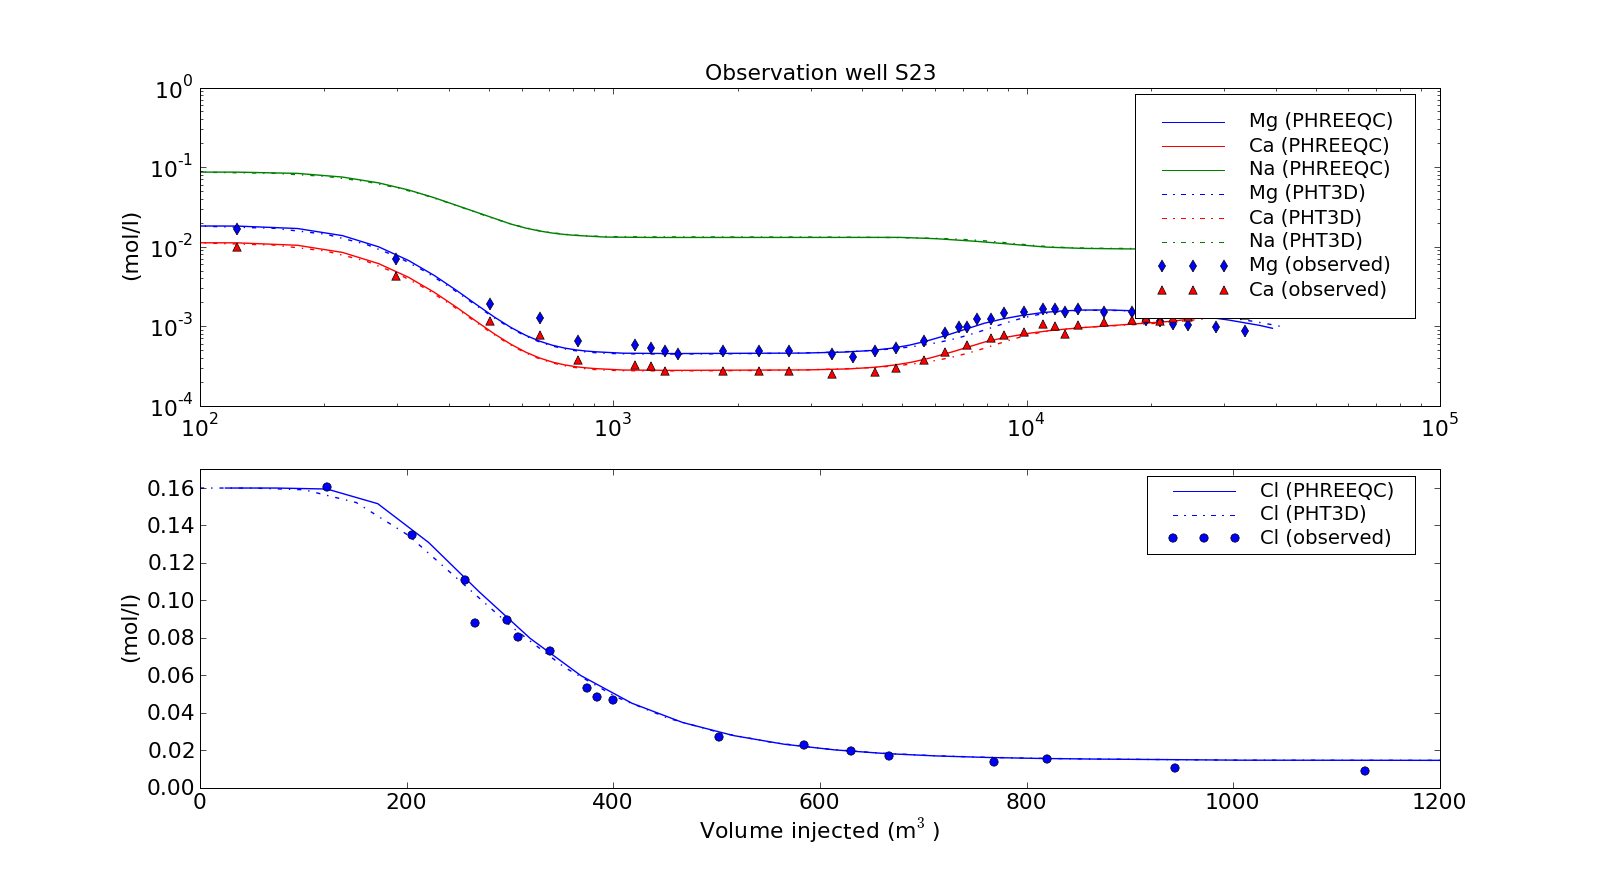 Observation well S23
(mol/l)
10^0
10^-1
10^-2
10^-3
10^-4
Mg (PHREEQC)
Ca (PHREEQC)
Na (PHREEQC)
Mg (PHT3D)
Ca (PHT3D)
Na (PHT3D)
Mg (observed)
Ca (observed)
10^2 10^3 10^4 10^5
(mol/l)
0.16
0.14
0.12
0.10
0.08
0.06
0.04
0.02
0.00
Cl (PHREEQC)
Cl (PHT3D)
Cl (observed)
0 200 400 600 800 1000 1200
Volume injected (m^3 )